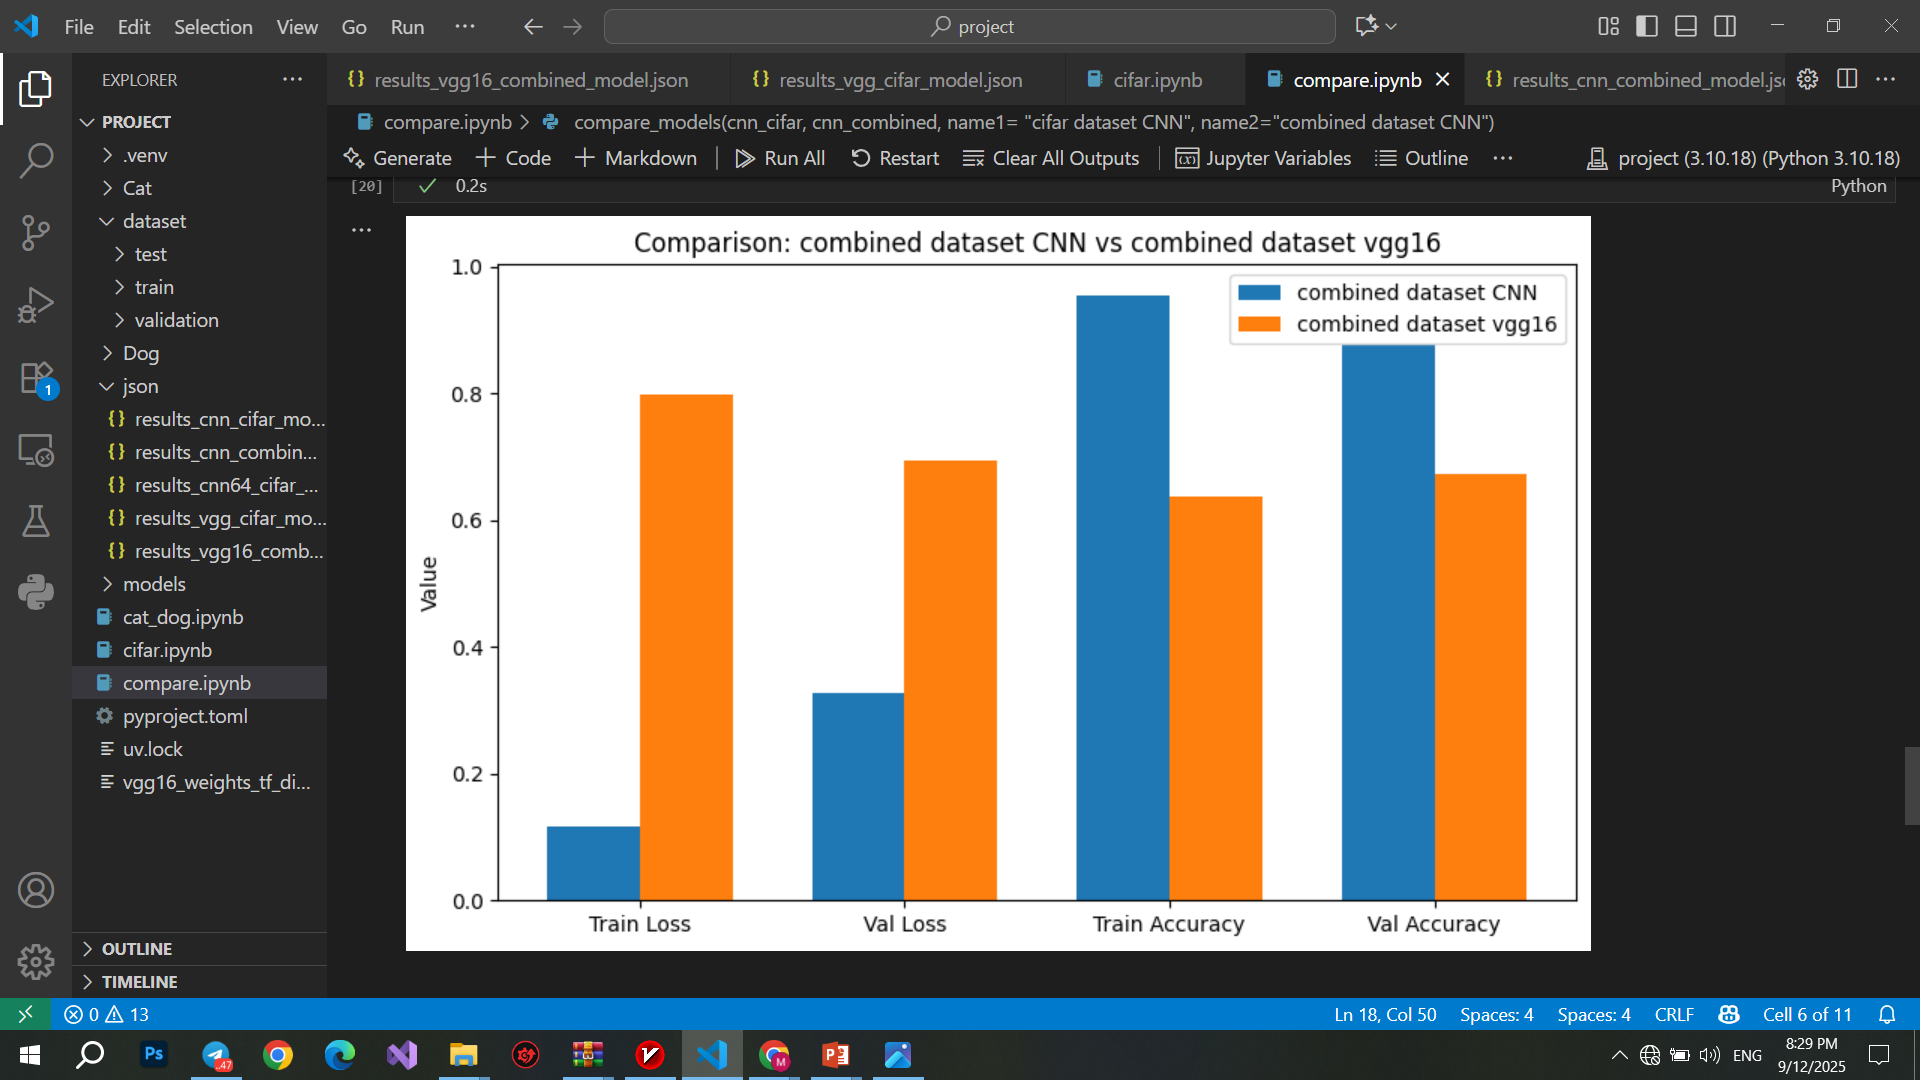 File Edit Selection View Go Run ···
project
EXPLORER ···
PROJECT
.venv
Cat
dataset
test
train
validation
Dog
json
results_cnn_cifar_mo...
results_cnn_combin...
results_cnn64_cifar_...
results_vgg_cifar_mo...
results_vgg16_comb...
models
cat_dog.ipynb
cifar.ipynb
compare.ipynb
pyproject.toml
uv.lock
vgg16_weights_tf_di...
OUTLINE
TIMELINE
1
results_vgg16_combined_model.json
results_vgg_cifar_model.json
cifar.ipynb
compare.ipynb
results_cnn_combined_model.js
compare.ipynb > compare_models(cnn_cifar, cnn_combined, name1= "cifar dataset CNN", name2="combined dataset CNN")
Generate + Code + Markdown | Run All Restart Clear All Outputs | Jupyter Variables Outline ··· project (3.10.18) (Python 3.10.18)
[20] 0.2s Python
Comparison: combined dataset CNN vs combined dataset vgg16
combined dataset CNN
combined dataset vgg16
1.0
0.8
0.6
0.4
0.2
0.0
Value
Train Loss Val Loss Train Accuracy Val Accuracy
0 13 Ln 18, Col 50 Spaces: 4 Spaces: 4 CRLF Cell 6 of 11
Ps
47
M
P
ENG
8:29 PM
9/12/2025